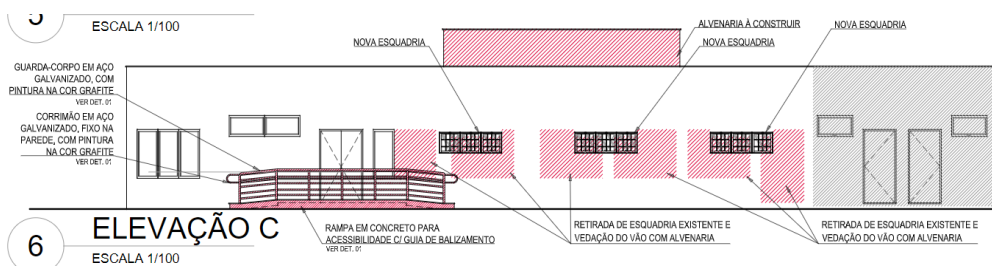 5
ESCALA 1/100
ALVENARIA À CONSTRUIR
NOVA ESQUADRIA
NOVA ESQUADRIA
NOVA ESQUADRIA
GUARDA-CORPO EM AÇO
GALVANIZADO, COM
PINTURA NA COR GRAFITE
VER DET. 01
CORRIMÃO EM AÇO
GALVANIZADO, FIXO NA
PAREDE, COM PINTURA
NA COR GRAFITE
VER DET. 01
6
ELEVAÇÃO C
ESCALA 1/100
RAMPA EM CONCRETO PARA
ACESSIBILIDADE C/ GUIA DE BALIZAMENTO
VER DET. 01
RETIRADA DE ESQUADRIA EXISTENTE E
VEDAÇÃO DO VÃO COM ALVENARIA
RETIRADA DE ESQUADRIA EXISTENTE E
VEDAÇÃO DO VÃO COM ALVENARIA